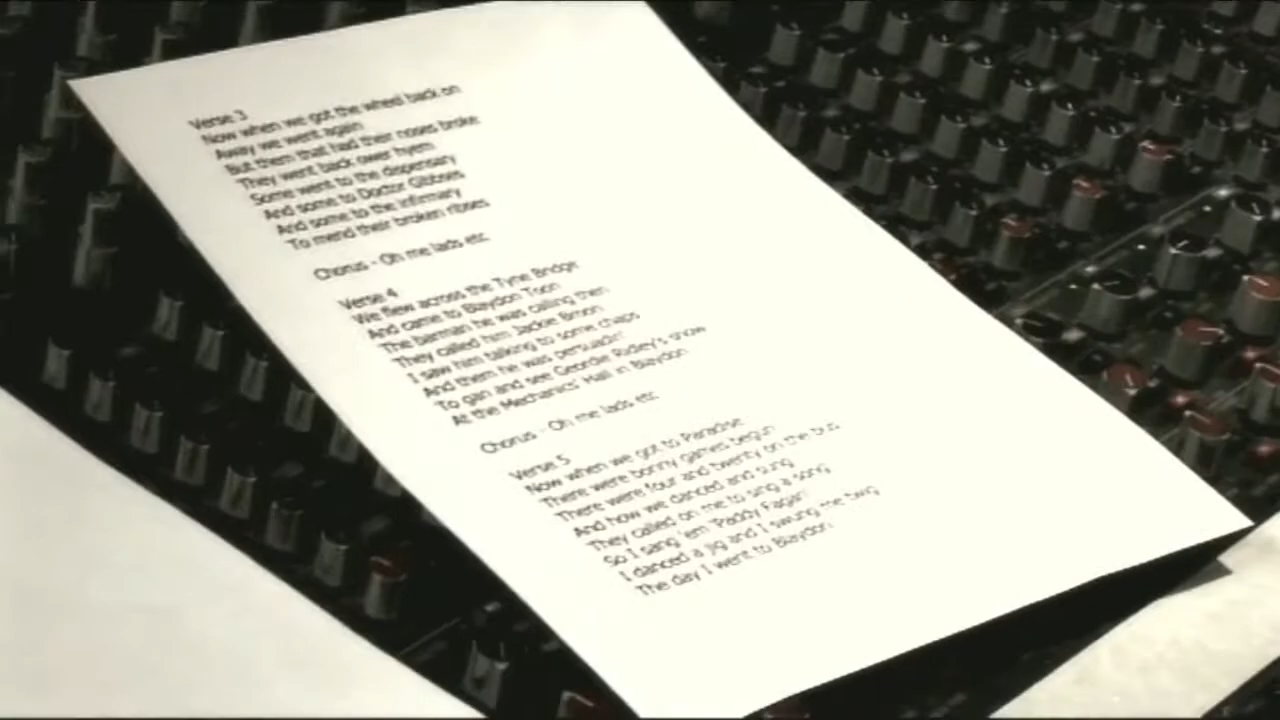 Verse 3
Now when we got the wheel back on
Away we went again
But them that had their noses broke
They went back ower hyem
Some went to the dispensary
And some to Doctor Gibbses
And some to the infirmary
To mend their broken ribses
Chorus - Oh me lads etc
Verse 4
We flew across the Tyne Bridge
And came to Blaydon Toon
The barman he was calling then
They called him Jackie Brown
I saw him talking to some chaps
And them he was persuadin'
To gan and see Geordie Ridley's show
At the Mechanics' Hall in Blaydon
Chorus - Oh me lads etc
Verse 5
Now when we got to Paradise
There were bonny games begun
There were four and twenty on the bus
And how we danced and sung
They called on me to sing a song
So I sang 'em 'Paddy Fagan'
I danced a jig and I swung me twig
The day I went to Blaydon